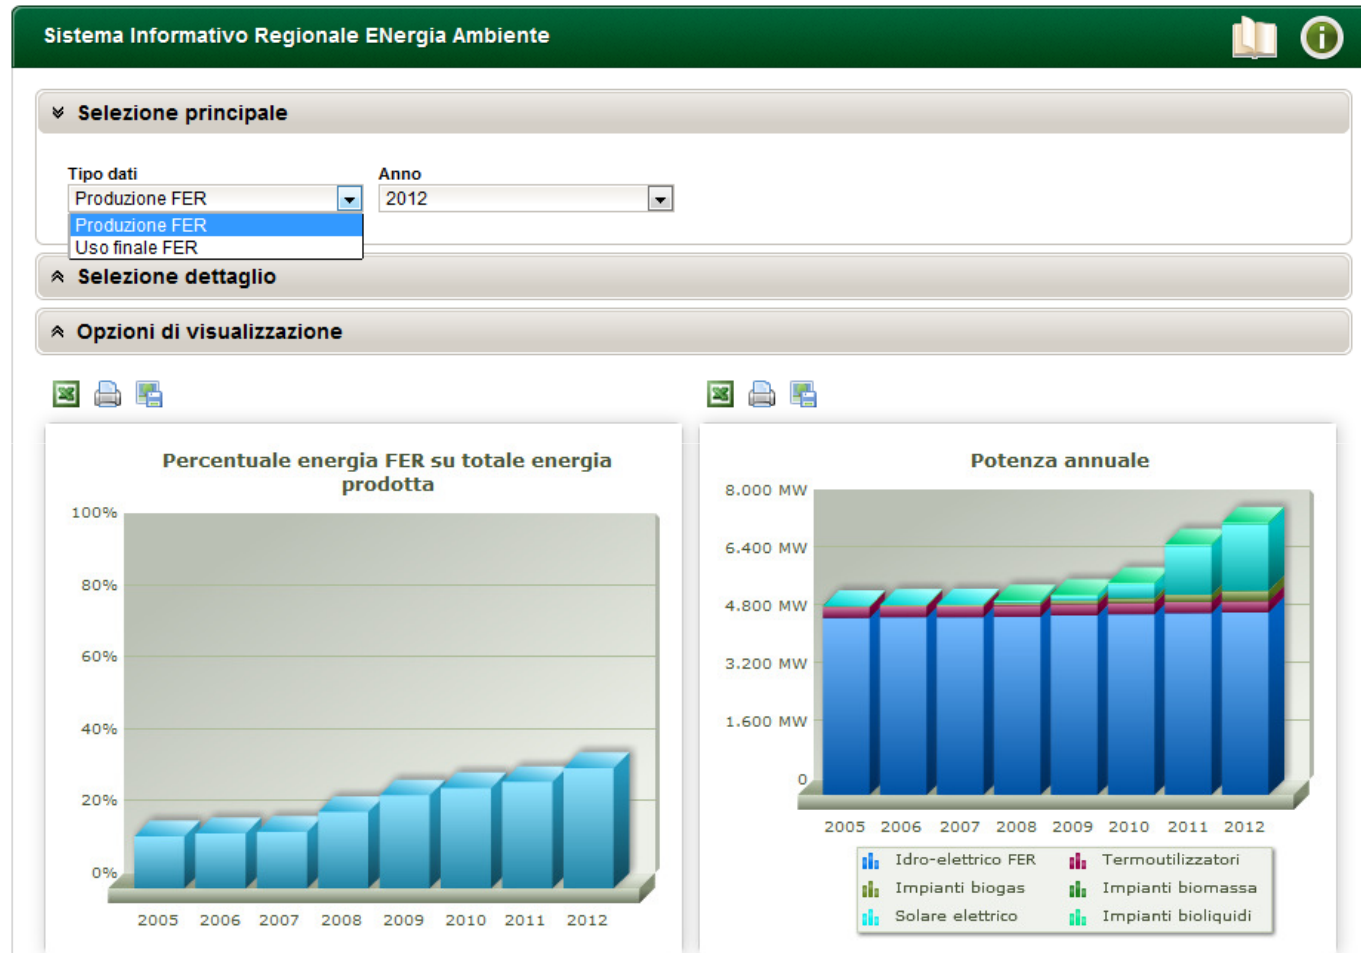 Sistema Informativo Regionale ENergia Ambiente
Selezione principale
Tipo dati
Anno
Produzione FER
2012
Produzione FER
Uso finale FER
Selezione dettaglio
Opzioni di visualizzazione
Percentuale energia FER su totale energia
prodotta
100%
80%
60%
40%
20%
0%
2005 2006 2007 2008 2009 2010 2011 2012
Potenza annuale
8.000 MW
6.400 MW
4.800 MW
3.200 MW
1.600 MW
0
2005 2006 2007 2008 2009 2010 2011 2012
Idro-elettrico FER
Termoutilizzatori
Impianti biogas
Impianti biomassa
Solare elettrico
Impianti bioliquidi